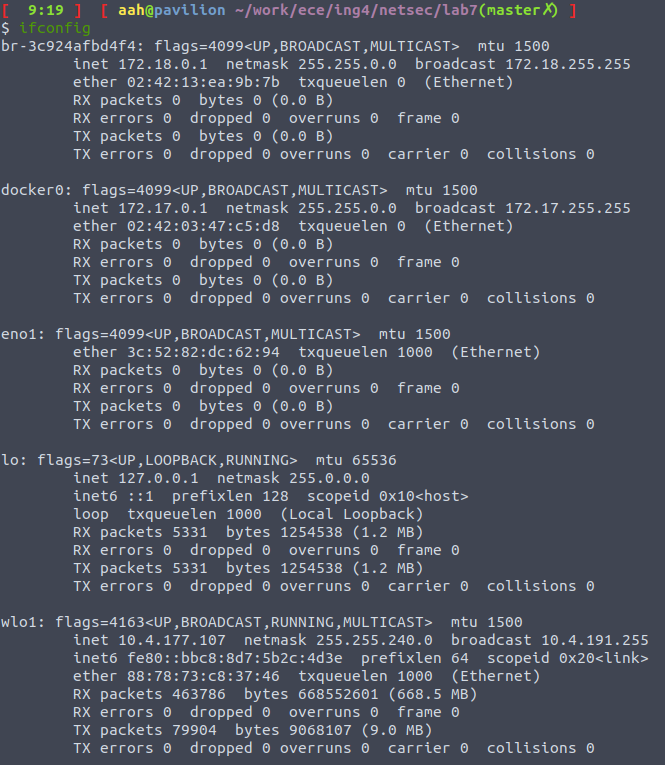 [  9:19 ]  [ aah@pavilion ~/work/ece/ing4/netsec/lab7(master✗) ]
$ ifconfig
br-3c924afbd4f4: flags=4099<UP,BROADCAST,MULTICAST>  mtu 1500
        inet 172.18.0.1  netmask 255.255.0.0  broadcast 172.18.255.255
        ether 02:42:13:ea:9b:7b  txqueuelen 0  (Ethernet)
        RX packets 0  bytes 0 (0.0 B)
        RX errors 0  dropped 0  overruns 0  frame 0
        TX packets 0  bytes 0 (0.0 B)
        TX errors 0  dropped 0 overruns 0  carrier 0  collisions 0

docker0: flags=4099<UP,BROADCAST,MULTICAST>  mtu 1500
        inet 172.17.0.1  netmask 255.255.0.0  broadcast 172.17.255.255
        ether 02:42:03:47:c5:d8  txqueuelen 0  (Ethernet)
        RX packets 0  bytes 0 (0.0 B)
        RX errors 0  dropped 0  overruns 0  frame 0
        TX packets 0  bytes 0 (0.0 B)
        TX errors 0  dropped 0 overruns 0  carrier 0  collisions 0

eno1: flags=4099<UP,BROADCAST,MULTICAST>  mtu 1500
        ether 3c:52:82:dc:62:94  txqueuelen 1000  (Ethernet)
        RX packets 0  bytes 0 (0.0 B)
        RX errors 0  dropped 0  overruns 0  frame 0
        TX packets 0  bytes 0 (0.0 B)
        TX errors 0  dropped 0 overruns 0  carrier 0  collisions 0

lo: flags=73<UP,LOOPBACK,RUNNING>  mtu 65536
        inet 127.0.0.1  netmask 255.0.0.0
        inet6 ::1  prefixlen 128  scopeid 0x10<host>
        loop  txqueuelen 1000  (Local Loopback)
        RX packets 5331  bytes 1254538 (1.2 MB)
        RX errors 0  dropped 0  overruns 0  frame 0
        TX packets 5331  bytes 1254538 (1.2 MB)
        TX errors 0  dropped 0 overruns 0  carrier 0  collisions 0

wlo1: flags=4163<UP,BROADCAST,RUNNING,MULTICAST>  mtu 1500
        inet 10.4.177.107  netmask 255.255.240.0  broadcast 10.4.191.255
        inet6 fe80::bbc8:8d7:5b2c:4d3e  prefixlen 64  scopeid 0x20<link>
        ether 88:78:73:c8:37:46  txqueuelen 1000  (Ethernet)
        RX packets 463786  bytes 668552601 (668.5 MB)
        RX errors 0  dropped 0  overruns 0  frame 0
        TX packets 79904  bytes 9068107 (9.0 MB)
        TX errors 0  dropped 0 overruns 0  carrier 0  collisions 0